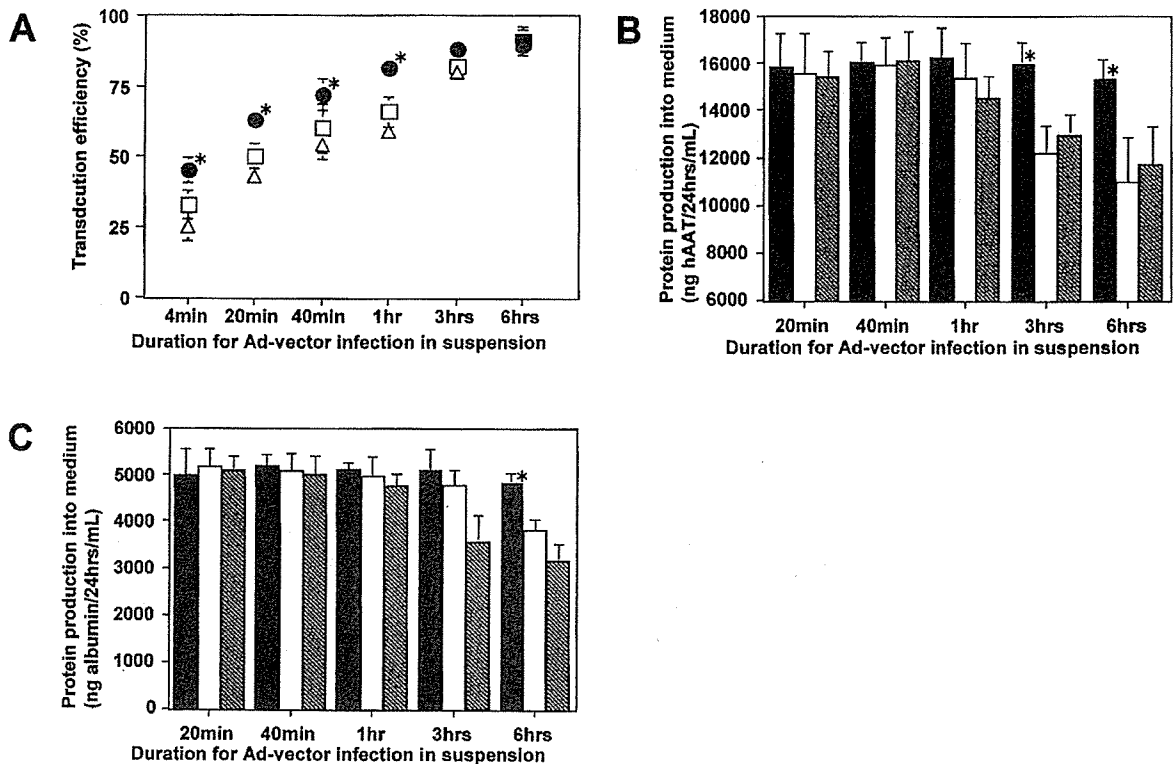 A
Transdcution efficiency (%)
100
75
50
25
0
*
*
*
*
4min 20min 40min 1hr 3hrs 6hrs
Duration for Ad-vector infection in suspension
B
Protein production into medium
(ng hAAT/24hrs/mL)
18000
16000
14000
12000
10000
8000
6000
*
*
20min 40min 1hr 3hrs 6hrs
Duration for Ad-vector infection in suspension
C
Protein production into medium
(ng albumin/24hrs/mL)
6000
5000
4000
3000
2000
1000
0
*
20min 40min 1hr 3hrs 6hrs
Duration for Ad-vector infection in suspension